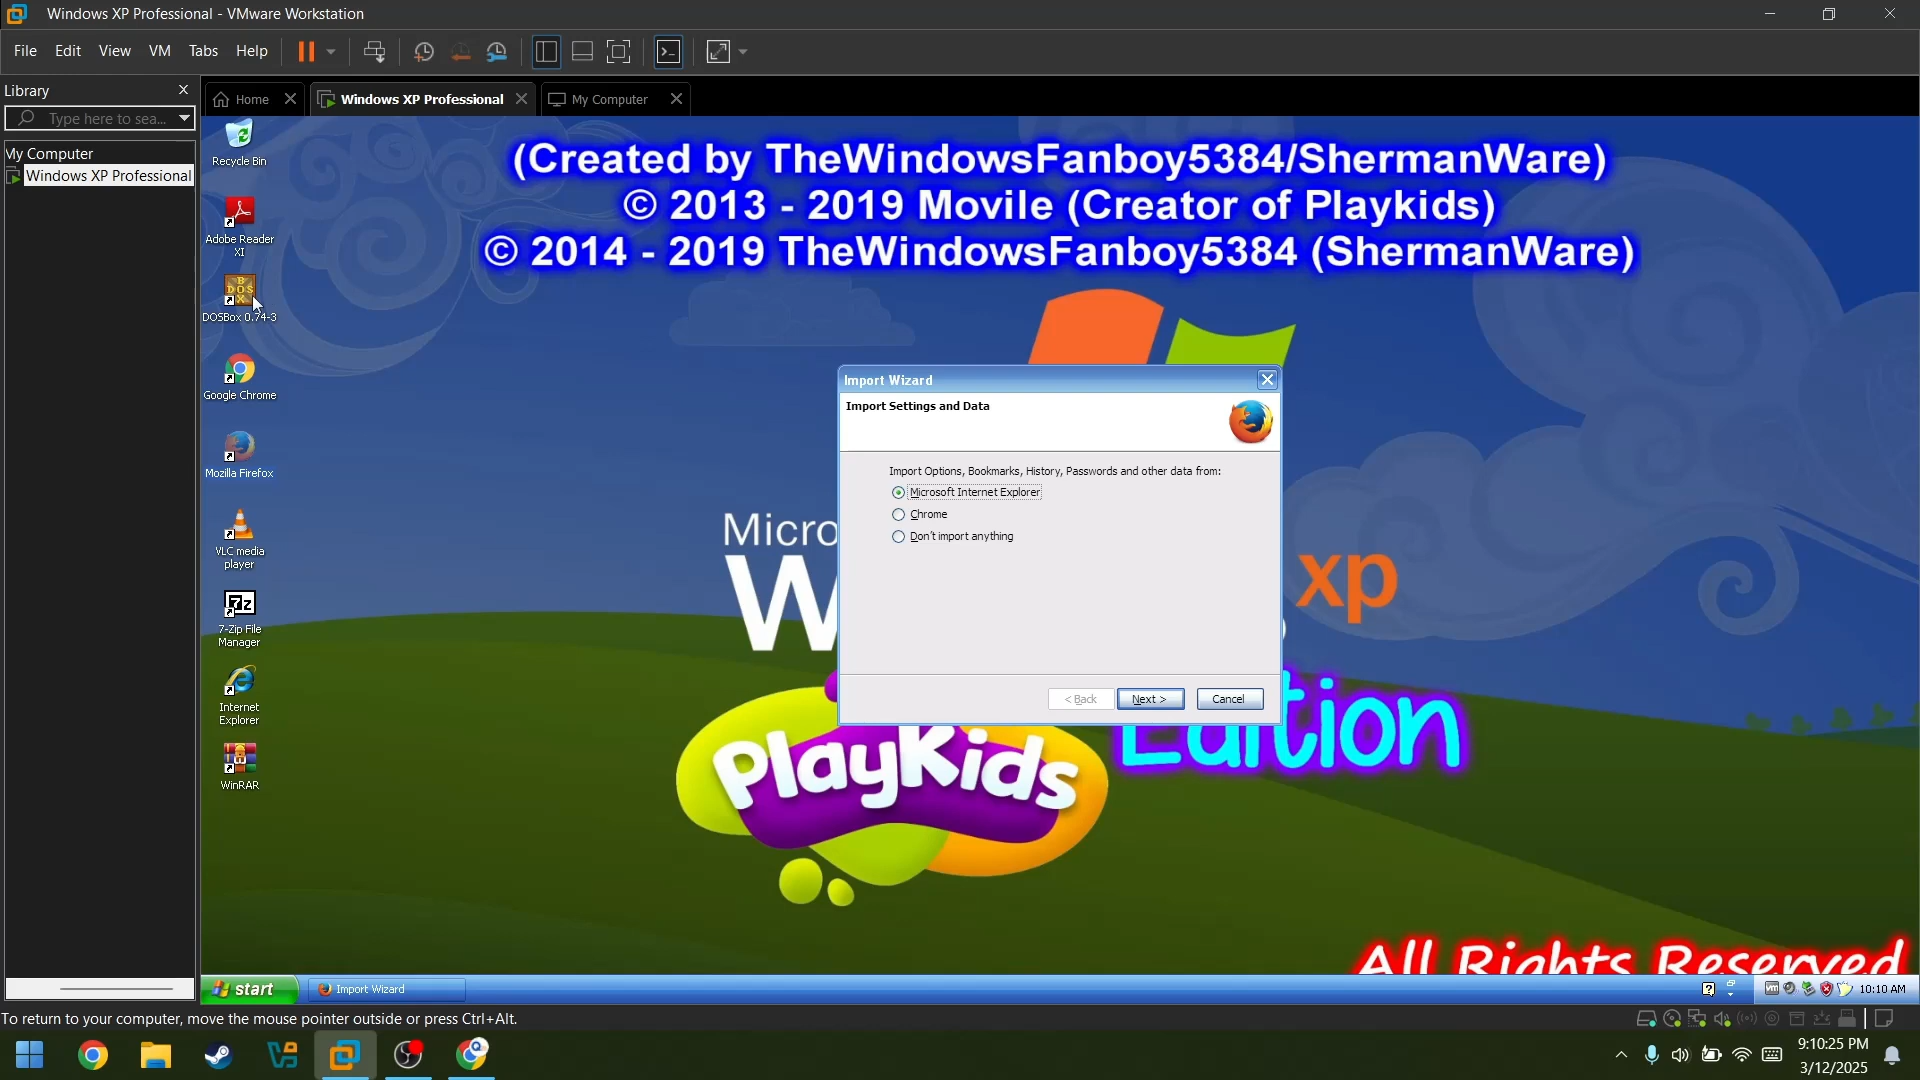 Windows XP Professional - VMware Workstation
File Edit View VM Tabs Help
Library
Type here to sea...
My Computer
Windows XP Professional
Home
Windows XP Professional
My Computer
(Created by TheWindowsFanboy5384/ShermanWare)
© 2013 - 2019 Movile (Creator of Playkids)
© 2014 - 2019 TheWindowsFanboy5384 (ShermanWare)
Recycle Bin
Adobe Reader
XI
DOSBox 0.74-3
Google Chrome
Mozilla Firefox
VLC media
player
7-Zip File
Manager
Internet
Explorer
WinRAR
Import Wizard
Import Settings and Data
Import Options, Bookmarks, History, Passwords and other data from:
Microsoft Internet Explorer
Chrome
Don't import anything
< Back Next > Cancel
Micro
W
xp
PlayKids
Edition
All Rights Reserved
start
Import Wizard
10:10 AM
To return to your computer, move the mouse pointer outside or press Ctrl+Alt.
9:10:25 PM
3/12/2025